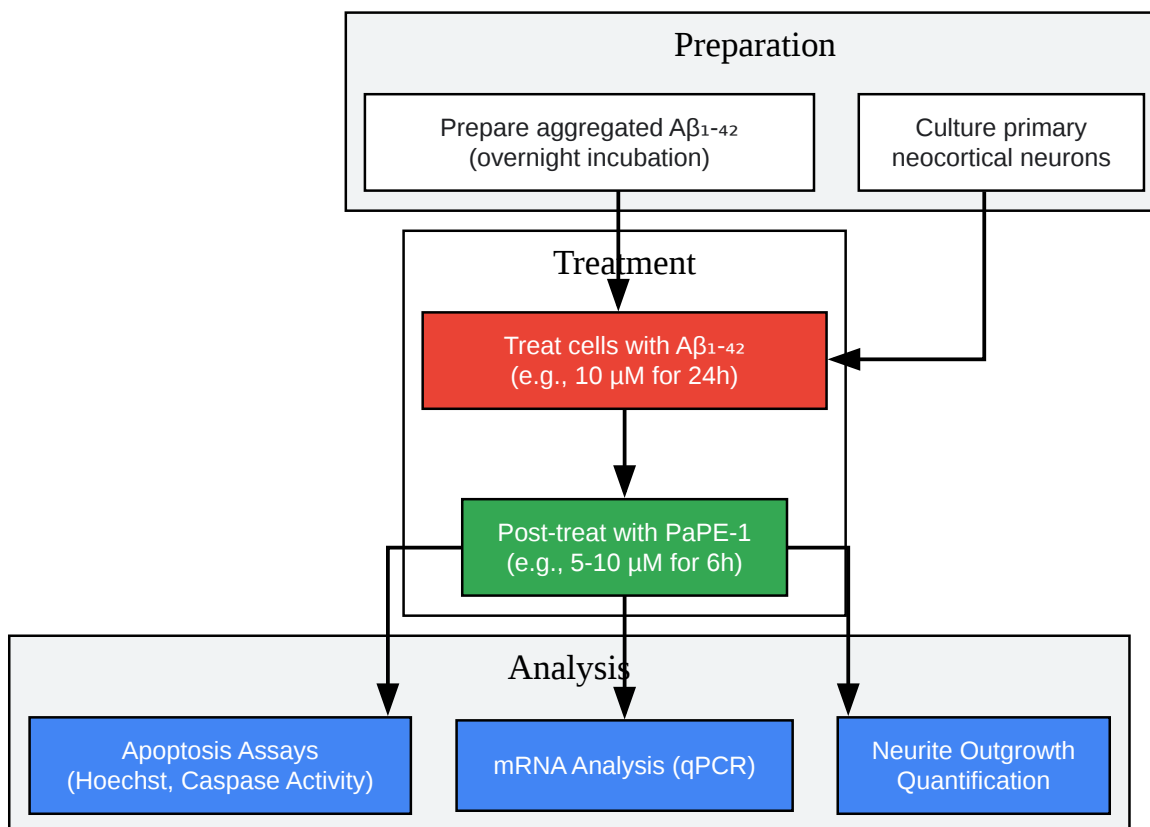 Preparation
Prepare aggregated Aβ₁-₄₂
(overnight incubation)
Culture primary
neocortical neurons
Treatment
Treat cells with Aβ₁-₄₂
(e.g., 10 µM for 24h)
Post-treat with PaPE-1
(e.g., 5-10 µM for 6h)
Analysis
Apoptosis Assays
(Hoechst, Caspase Activity)
mRNA Analysis (qPCR)
Neurite Outgrowth
Quantification